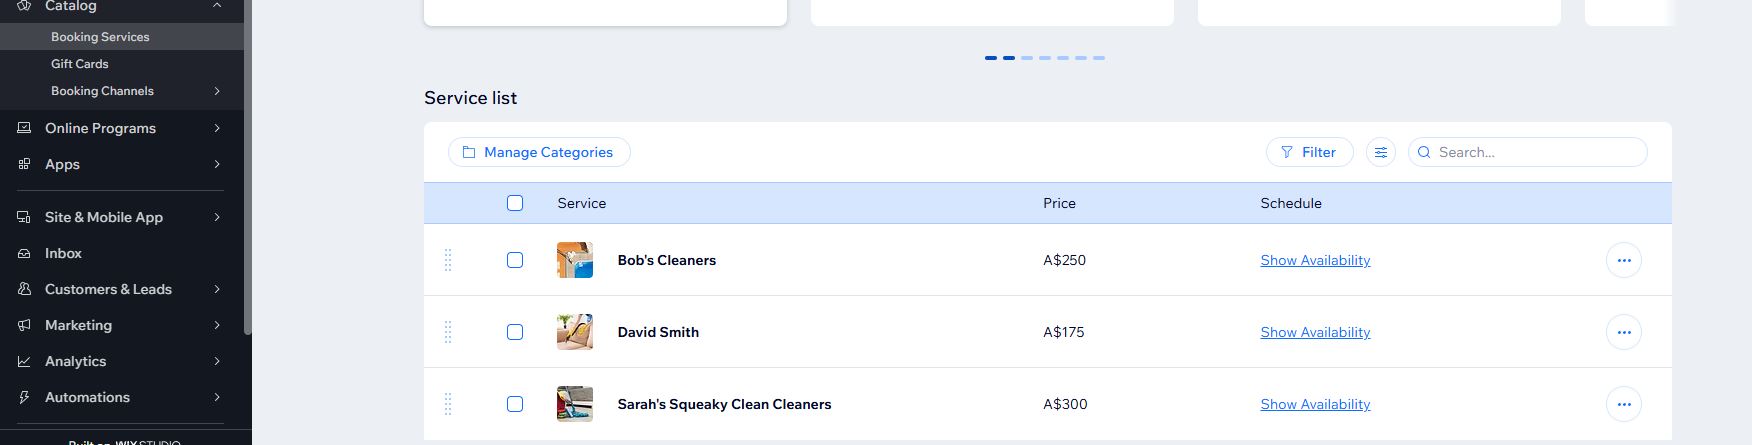 Catalog
Booking Services
Gift Cards
Booking Channels
Online Programs
Apps
Site & Mobile App
Inbox
Customers & Leads
Marketing
Analytics
Automations
Built on WIX STUDIO
Service list
Manage Categories
Filter
Search...
Service Price Schedule
Bob's Cleaners A$250 Show Availability
David Smith A$175 Show Availability
Sarah's Squeaky Clean Cleaners A$300 Show Availability